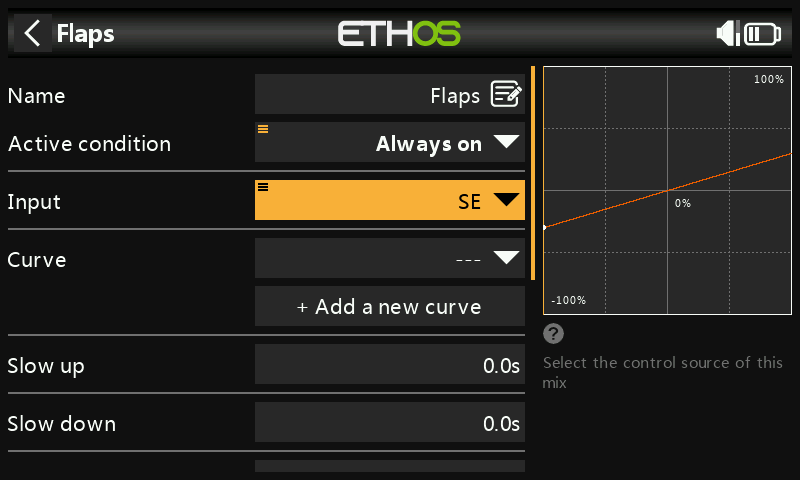 Flaps
ETHOS
Name
Flaps
Active condition
Always on
Input
SE
Curve
---
+ Add a new curve
Slow up
0.0s
Slow down
0.0s
100%
0%
-100%
?
Select the control source of this
mix